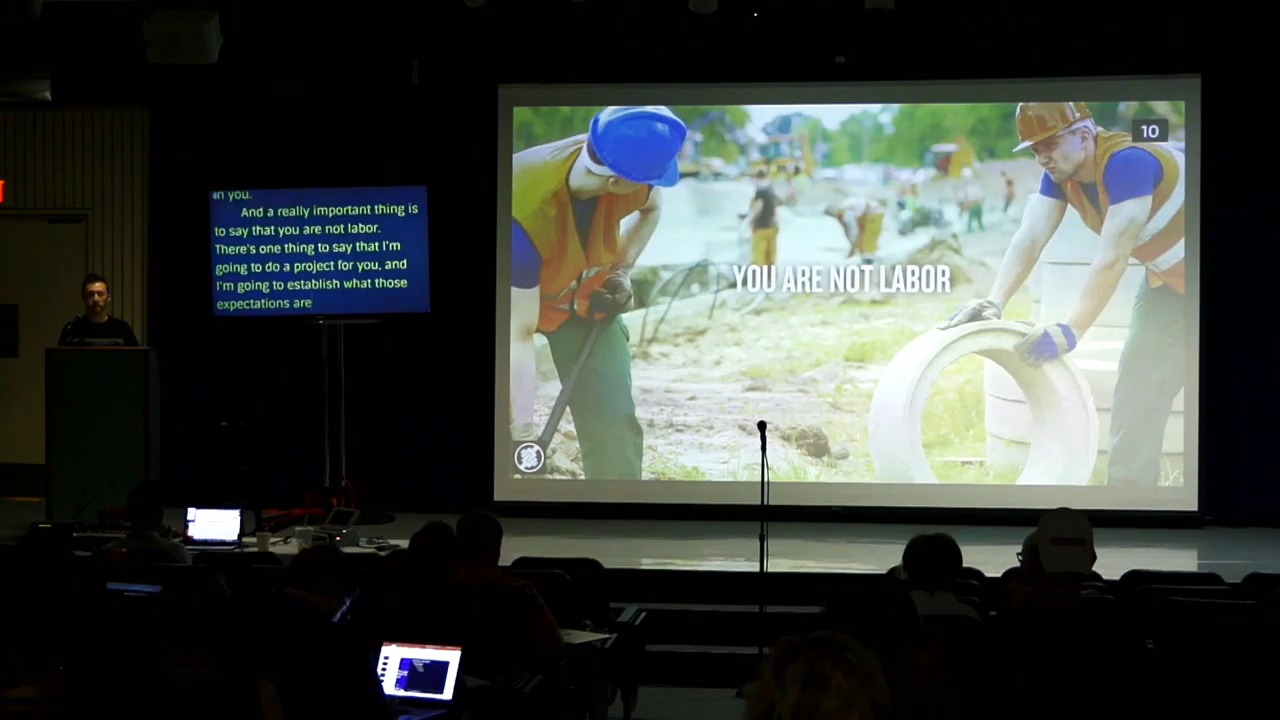 in you.
And a really important thing is
to say that you are not labor.
There's one thing to say that I'm
going to do a project for you, and
I'm going to establish what those
expectations are
10
YOU ARE NOT LABOR